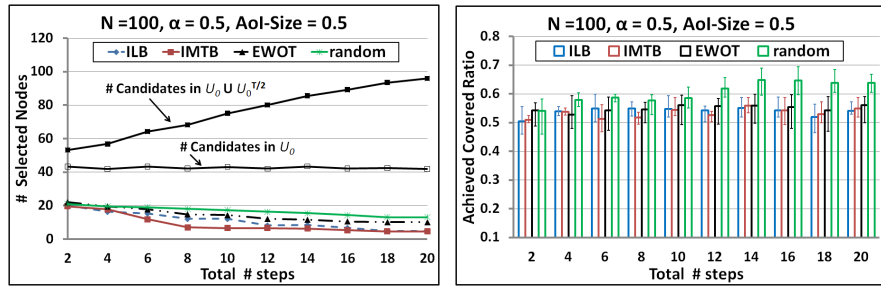 N =100, α = 0.5, AoI-Size = 0.5
ILB IMTB EWOT random
# Selected Nodes
120
100
80
60
40
20
0
# Candidates in U₀ U U₀ᵀ/²
# Candidates in U₀
2 4 6 8 10 12 14 16 18 20
Total # steps
N =100, α = 0.5, AoI-Size = 0.5
ILB IMTB EWOT random
Achieved Covered Ratio
0.9
0.8
0.7
0.6
0.5
0.4
0.3
0.2
0.1
2 4 6 8 10 12 14 16 18 20
Total # steps